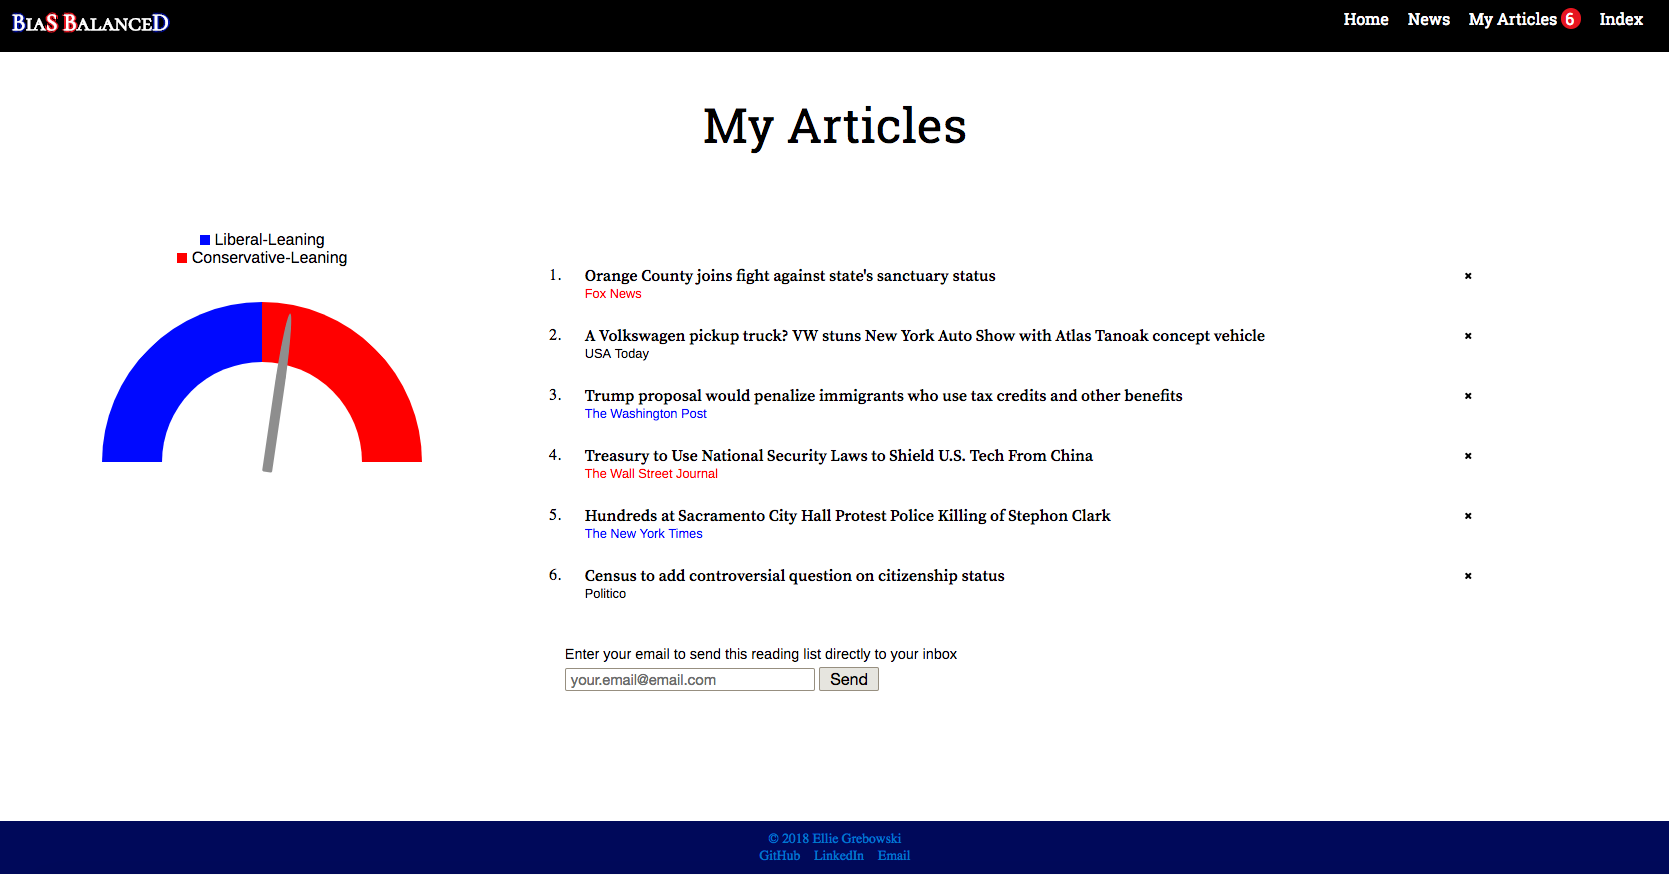 BIAS BALANCED
Home News My Articles 6 Index
My Articles
Liberal-Leaning
Conservative-Leaning
1. Orange County joins fight against state's sanctuary status
Fox News
2. A Volkswagen pickup truck? VW stuns New York Auto Show with Atlas Tanoak concept vehicle
USA Today
3. Trump proposal would penalize immigrants who use tax credits and other benefits
The Washington Post
4. Treasury to Use National Security Laws to Shield U.S. Tech From China
The Wall Street Journal
5. Hundreds at Sacramento City Hall Protest Police Killing of Stephon Clark
The New York Times
6. Census to add controversial question on citizenship status
Politico
Enter your email to send this reading list directly to your inbox
your.email@email.com Send
© 2018 Ellie Grebowski
GitHub LinkedIn Email